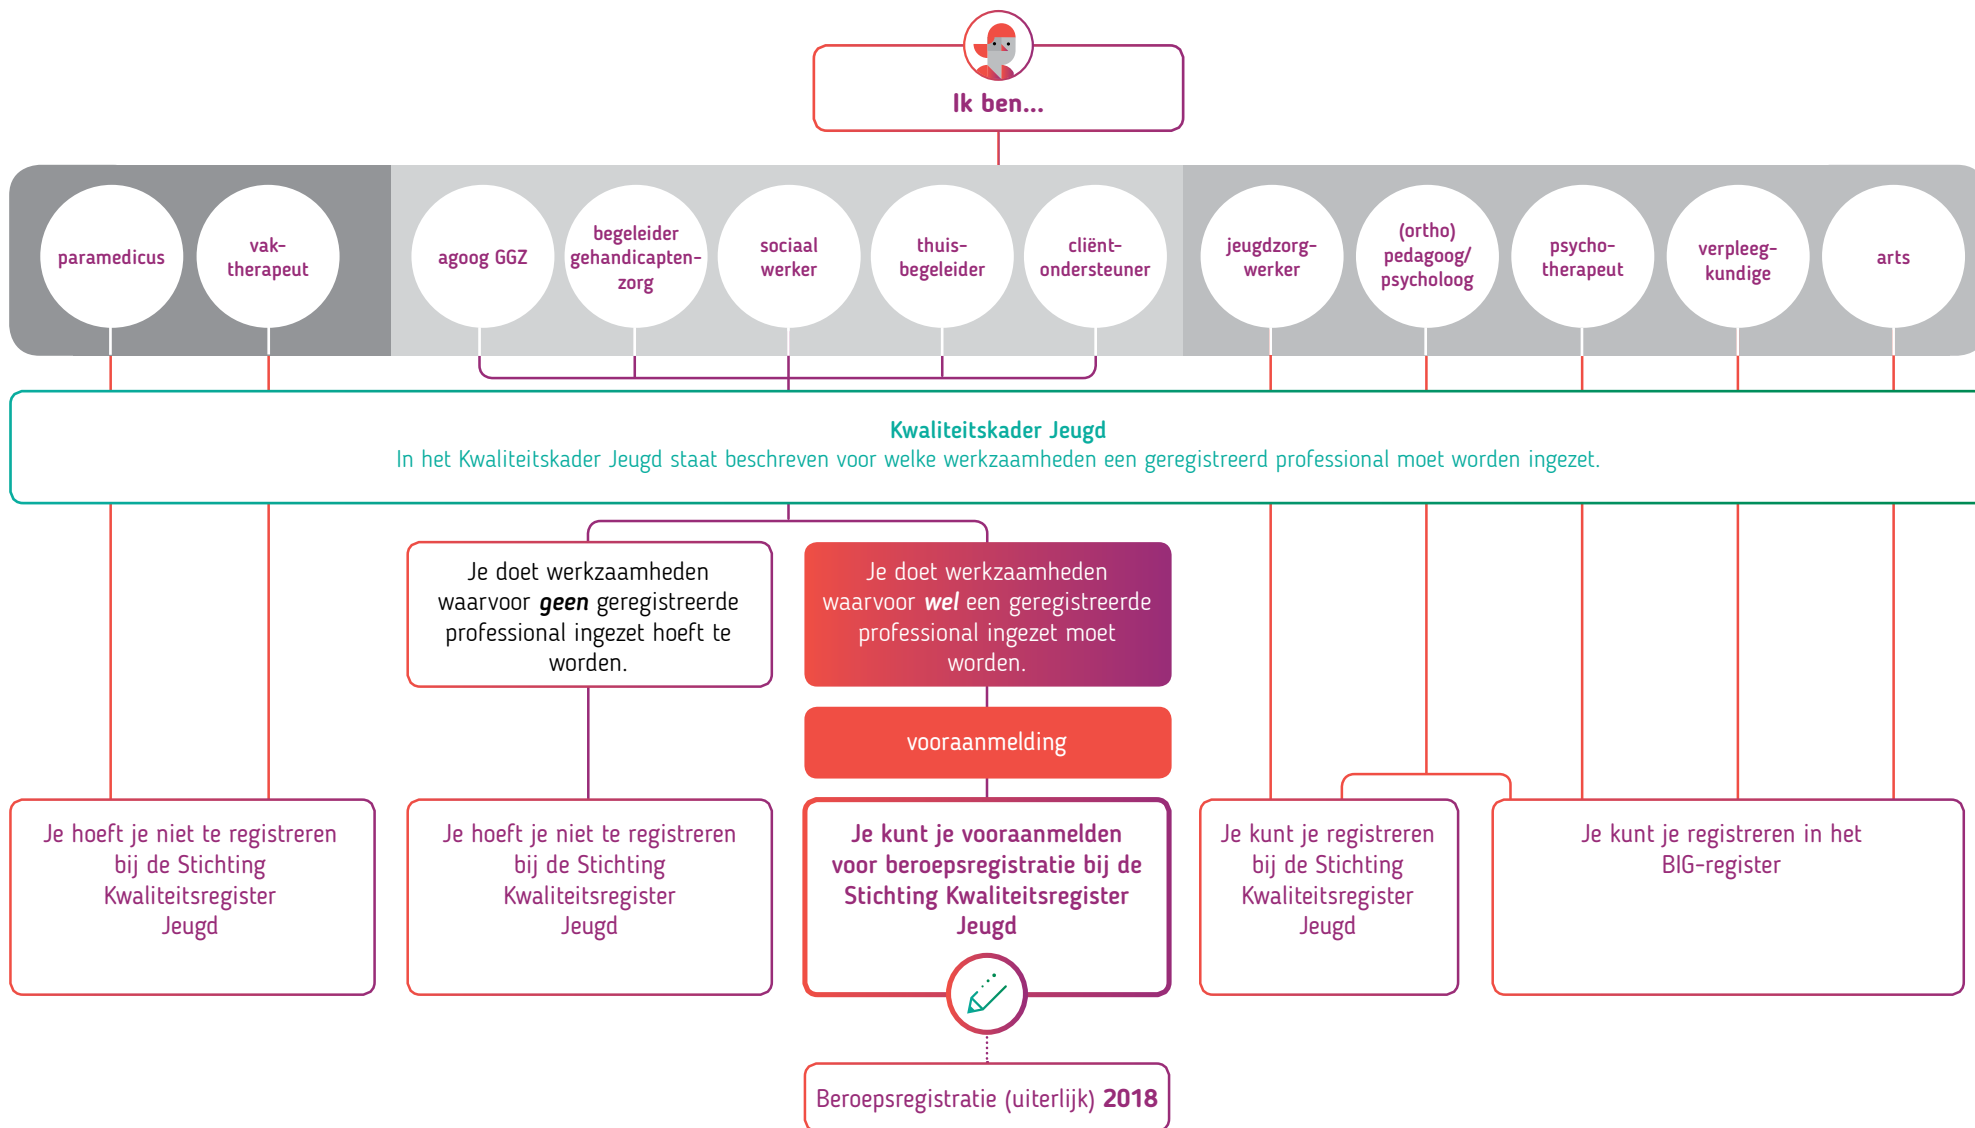 Ik ben...
paramedicus
vak-
therapeut
agoog GGZ
begeleider
gehandicapten-
zorg
sociaal
werker
thuis-
begeleider
cliënt-
ondersteuner
jeugdzorg-
werker
(ortho)
pedagoog/
psycholoog
psycho-
therapeut
verpleeg-
kundige
arts
Kwaliteitskader Jeugd
In het Kwaliteitskader Jeugd staat beschreven voor welke werkzaamheden een geregistreerd professional moet worden ingezet.
Je doet werkzaamheden
waarvoor geen geregistreerde
professional ingezet hoeft te
worden.
Je doet werkzaamheden
waarvoor wel een geregistreerde
professional ingezet moet
worden.
vooraanmelding
Je hoeft je niet te registreren
bij de Stichting
Kwaliteitsregister
Jeugd
Je hoeft je niet te registreren
bij de Stichting
Kwaliteitsregister
Jeugd
Je kunt je vooraanmelden
voor beroepsregistratie bij de
Stichting Kwaliteitsregister
Jeugd
Je kunt je registreren
bij de Stichting
Kwaliteitsregister
Jeugd
Je kunt je registreren in het
BIG-register
Beroepsregistratie (uiterlijk) 2018